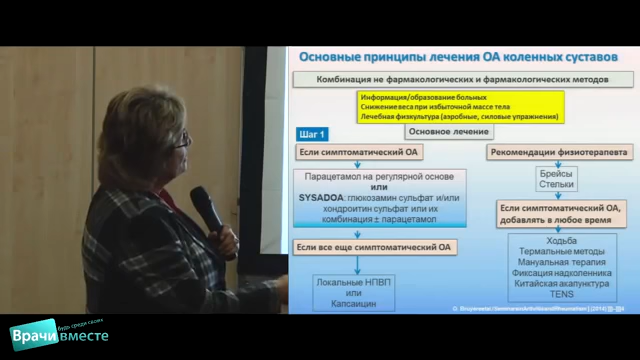 Основные принципы лечения ОА коленных суставов
Комбинация не фармакологических и фармакологических методов
Информация/образование больных
Снижение веса при избыточной массе тела
Лечебная физкультура (аэробные, силовые упражнения)
Основное лечение
Шаг 1
Если симптоматический ОА
Парацетамол на регулярной основе
или
SYSADOA: глюкозамин сульфат и/или
хондроитин сульфат или их
комбинация ± парацетамол
Если все еще симптоматический ОА
Локальные НПВП
или
Капсаицин
Рекомендации физиотерапевта
Брейсы
Стельки
Если симптоматический ОА,
добавлять в любое время
Ходьба
Термальные методы
Мануальная терапия
Фиксация надколенника
Китайская акапунктура
TENS
будь среди своих
Врачи вместе